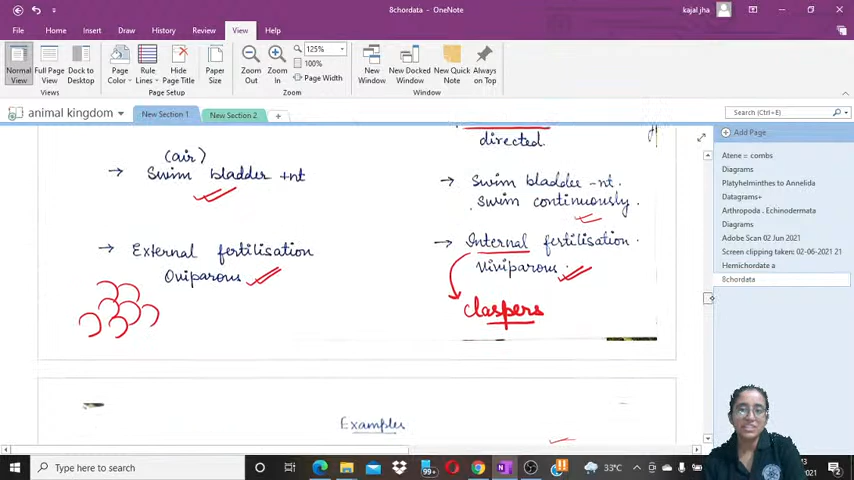 8chordata - OneNote
kajal jha
File Home Insert Draw History Review View Help
125%
100%
Page Width
Normal View
Full Page View
Dock to Desktop
Page Color
Rule Lines
Hide Page Title
Paper Size
Zoom Out
Zoom In
New Window
New Docked Window
New Quick Note
Always on Top
Views
Page Setup
Zoom
Window
animal kingdom
New Section 1
New Section 2
Search (Ctrl+E)
Add Page
Atene = combs
Diagrams
Platyhelminthes to Annelida
Datagrams+
Arthropoda . Echinodermata
Diagrams
Adobe Scan 02 Jun 2021
Screen clipping taken: 02-06-2021 21
Hemichordate a
8chordata
(air)
→ Swim bladder +nt
→ External fertilisation
Oviparous
directed.
→ Swim bladder -nt.
Swim continuously.
→ Internal fertilisation.
Viviparous.
claspers
Examples
Type here to search
99+
33°C
2021
2